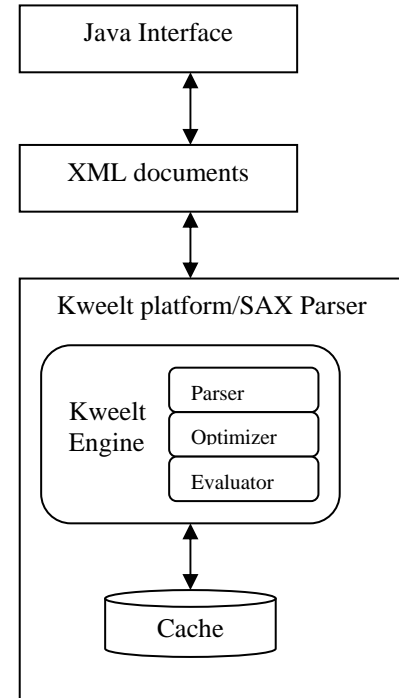 Java Interface
XML documents
Kweelt platform/SAX Parser
Kweelt
Engine
Parser
Optimizer
Evaluator
Cache